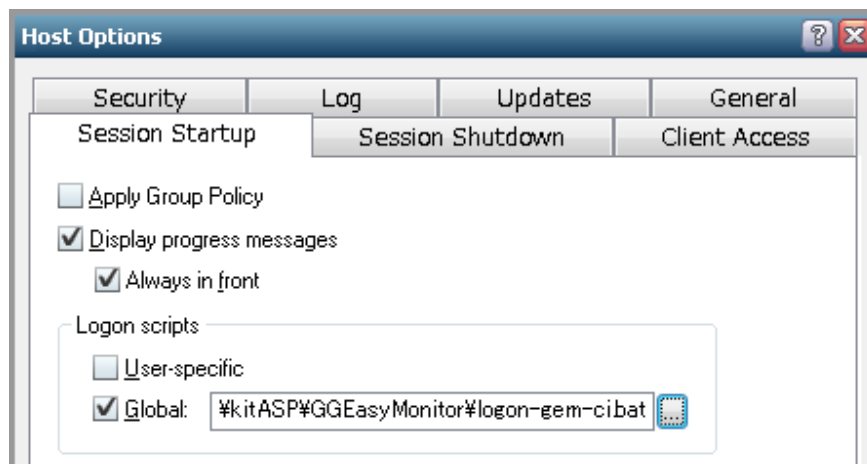 Host Options
Security Log Updates General
Session Startup Session Shutdown Client Access
Apply Group Policy
Display progress messages
Always in front
Logon scripts
User-specific
Global: ¥kitASP¥GGEasyMonitor¥logon-gem-ci.bat ...